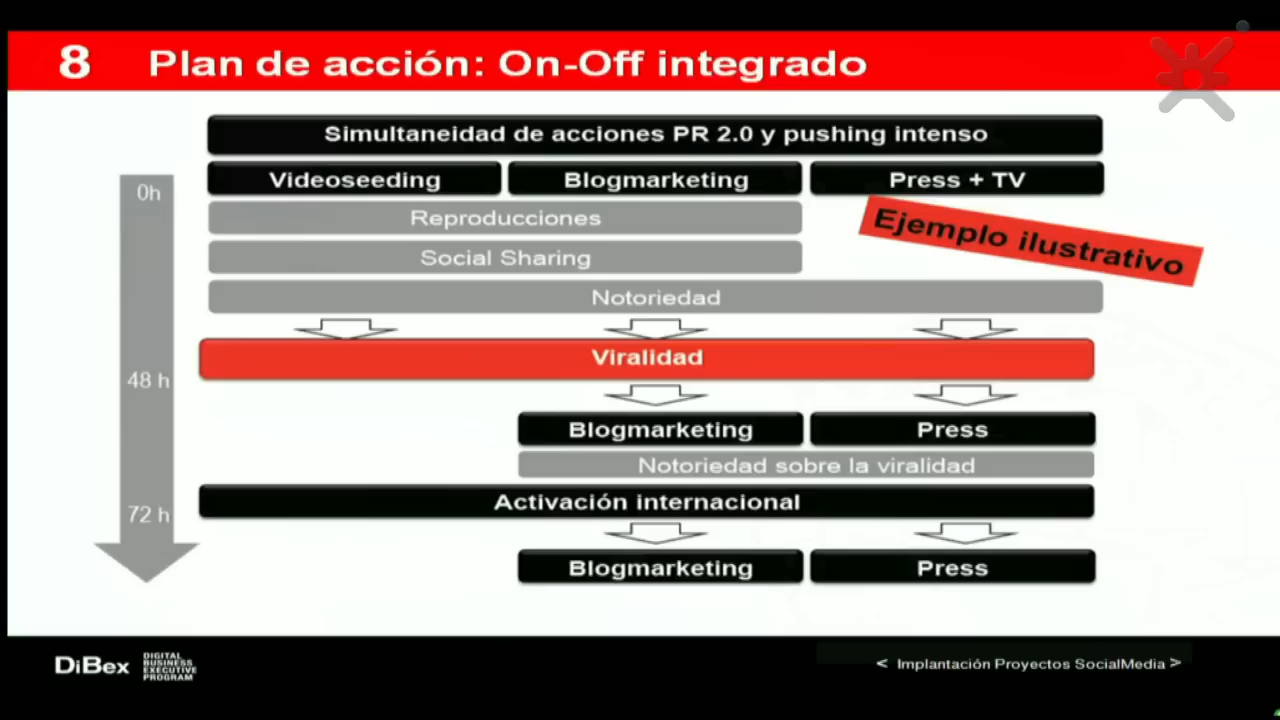 8 Plan de acción: On-Off integrado
Simultaneidad de acciones PR 2.0 y pushing intenso
Videoseeding Blogmarketing Press + TV
0h
Reproducciones
Ejemplo ilustrativo
Social Sharing
Notoriedad
Viralidad
48 h
Blogmarketing Press
Notoriedad sobre la viralidad
Activación internacional
72 h
Blogmarketing Press
DiBex
DIGITAL
BUSINESS
EXECUTIVE
PROGRAM
< Implantación Proyectos SocialMedia >